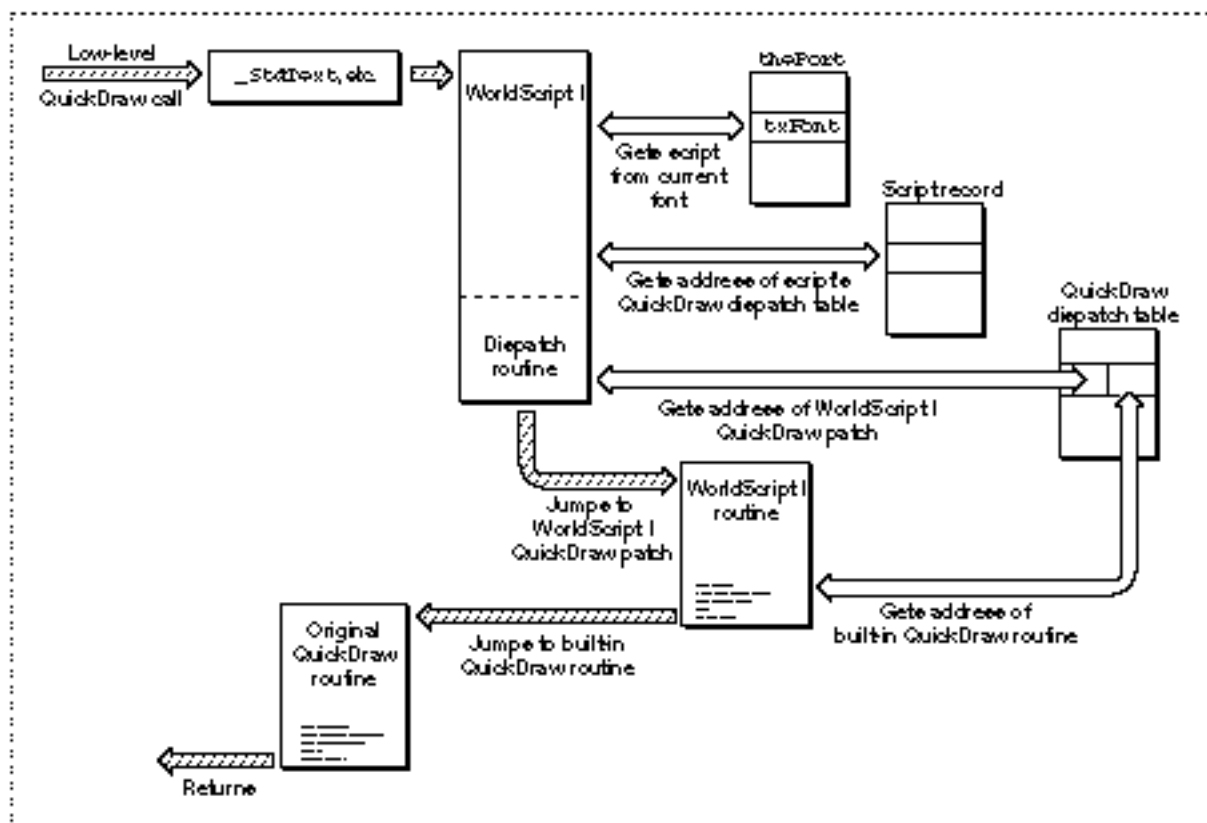 Low-level
QuickDraw call
_StdText, etc.
WorldScript I
thePort
txFont
Gets script
from current
font
Script record
Gets address of script's
QuickDraw dispatch table
QuickDraw
dispatch table
Dispatch
routine
Gets address of WorldScript I
QuickDraw patch
Jumps to
WorldScript I
QuickDraw patch
WorldScript I
routine
Gets address of
built-in QuickDraw routine
Original
QuickDraw
routine
Jumps to built-in
QuickDraw routine
Returns